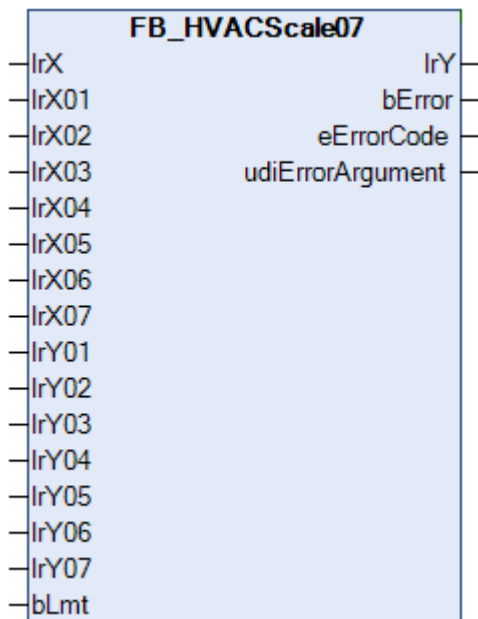 FB_HVACScale07
lrX lrY
lrX01 bError
lrX02 eErrorCode
lrX03 udiErrorArgument
lrX04
lrX05
lrX06
lrX07
lrY01
lrY02
lrY03
lrY04
lrY05
lrY06
lrY07
bLmt